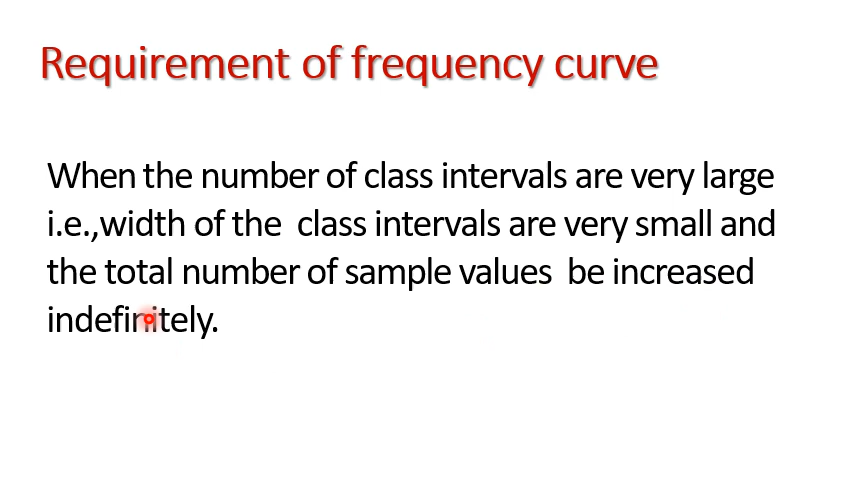 Requirement of frequency curve
When the number of class intervals are very large
i.e.,width of the  class intervals are very small and
the total number of sample values  be increased
indefinitely.